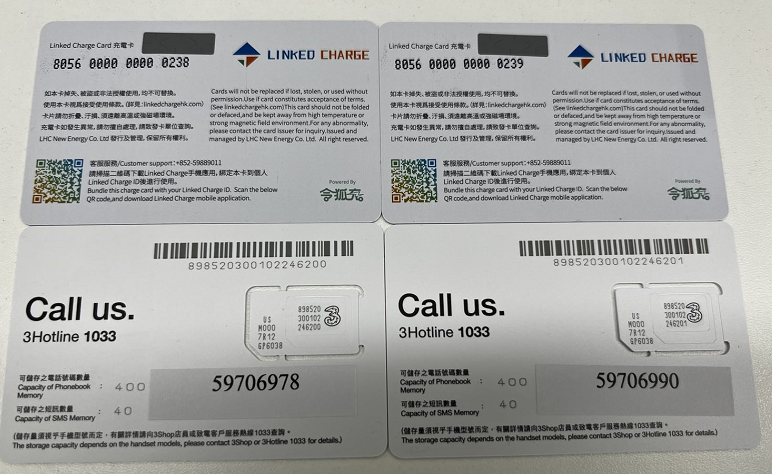 Linked Charge Card 充電卡
LINKED CHARGE
8056 0000 0000 0238
如本卡掉失、被盜或非法授權使用,均不可替換。
使用本卡視爲接受使用條款。(詳見:linkedchargehk.com)
卡片請勿折疊、汙損、須遠離高溫或強磁場環境。
充電卡如發生異常,請勿擅自處理,請致發卡單位查詢。
LHC New Energy Co. Ltd 發行及管理, 保留所有權利。
Cards will not be replaced if lost, stolen, or used without
permission.Use if card constitutes acceptance of terms.
(See linkedchargehk.com)This card should not be folded
or defaced,and be kept away from high temperature or
strong magnetic field environment.For any abnormality,
please contact the card issuer for inquiry.Issued and
managed by LHC New Energy Co. Ltd. All right reserved.
客服服務/Customer support: +852-59889011
請掃描二維碼下載Linked Charge手機應用, 綁定本卡到個人
Linked Charge ID後進行使用。
Bundle this charge card with your Linked Charge ID. Scan the below
QR code,and download Linked Charge mobile application.
Powered By
令狐充
Linked Charge Card 充電卡
LINKED CHARGE
8056 0000 0000 0239
如本卡掉失、被盜或非法授權使用,均不可替換。
使用本卡視爲接受使用條款。(詳見:linkedchargehk.com)
卡片請勿折疊、汙損、須遠離高溫或強磁場環境。
充電卡如發生異常,請勿擅自處理,請致發卡單位查詢。
LHC New Energy Co. Ltd 發行及管理, 保留所有權利。
Cards will not be replaced if lost, stolen, or used without
permission.Use if card constitutes acceptance of terms.
(See linkedchargehk.com)This card should not be folded
or defaced,and be kept away from high temperature or
strong magnetic field environment.For any abnormality,
please contact the card issuer for inquiry.Issued and
managed by LHC New Energy Co. Ltd. All right reserved.
客服服務/Customer support: +852-59889011
請掃描二維碼下載Linked Charge手機應用, 綁定本卡到個人
Linked Charge ID後進行使用。
Bundle this charge card with your Linked Charge ID. Scan the below
QR code,and download Linked Charge mobile application.
Powered By
令狐充
898520300102246200
Call us.
3Hotline 1033
US
M000
7R12
GP6038
898520
300102
246200
3
可儲存之電話號碼數量
Capacity of Phonebook : 400
Memory
可儲存之短訊數量
Capacity of SMS Memory : 40
59706978
(儲存量須視乎手機型號而定,有關詳情請向3Shop店員或致電客戶服務熱線1033查詢。
The storage capacity depends on the handset models, please contact 3Shop or 3Hotline 1033 for details.)
898520300102246201
Call us.
3Hotline 1033
US
M000
7R12
GP6038
898520
300102
246201
3
可儲存之電話號碼數量
Capacity of Phonebook : 400
Memory
可儲存之短訊數量
Capacity of SMS Memory : 40
59706990
(儲存量須視乎手機型號而定,有關詳情請向3Shop店員或致電客戶服務熱線1033查詢。
The storage capacity depends on the handset models, please contact 3Shop or 3Hotline 1033 for details.)